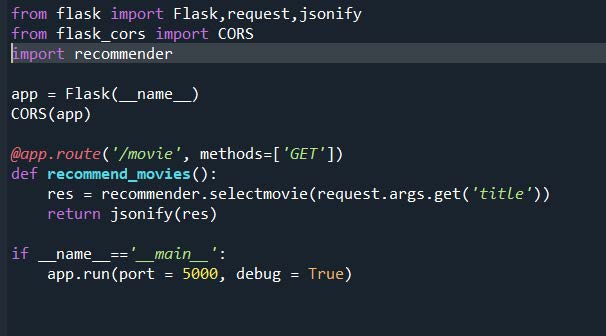 from flask import Flask,request,jsonify
from flask_cors import CORS
import recommender
app = Flask(__name__)
CORS(app)
@app.route('/movie', methods=['GET'])
def recommend_movies():
    res = recommender.selectmovie(request.args.get('title'))
    return jsonify(res)
if __name__=='__main__':
    app.run(port = 5000, debug = True)